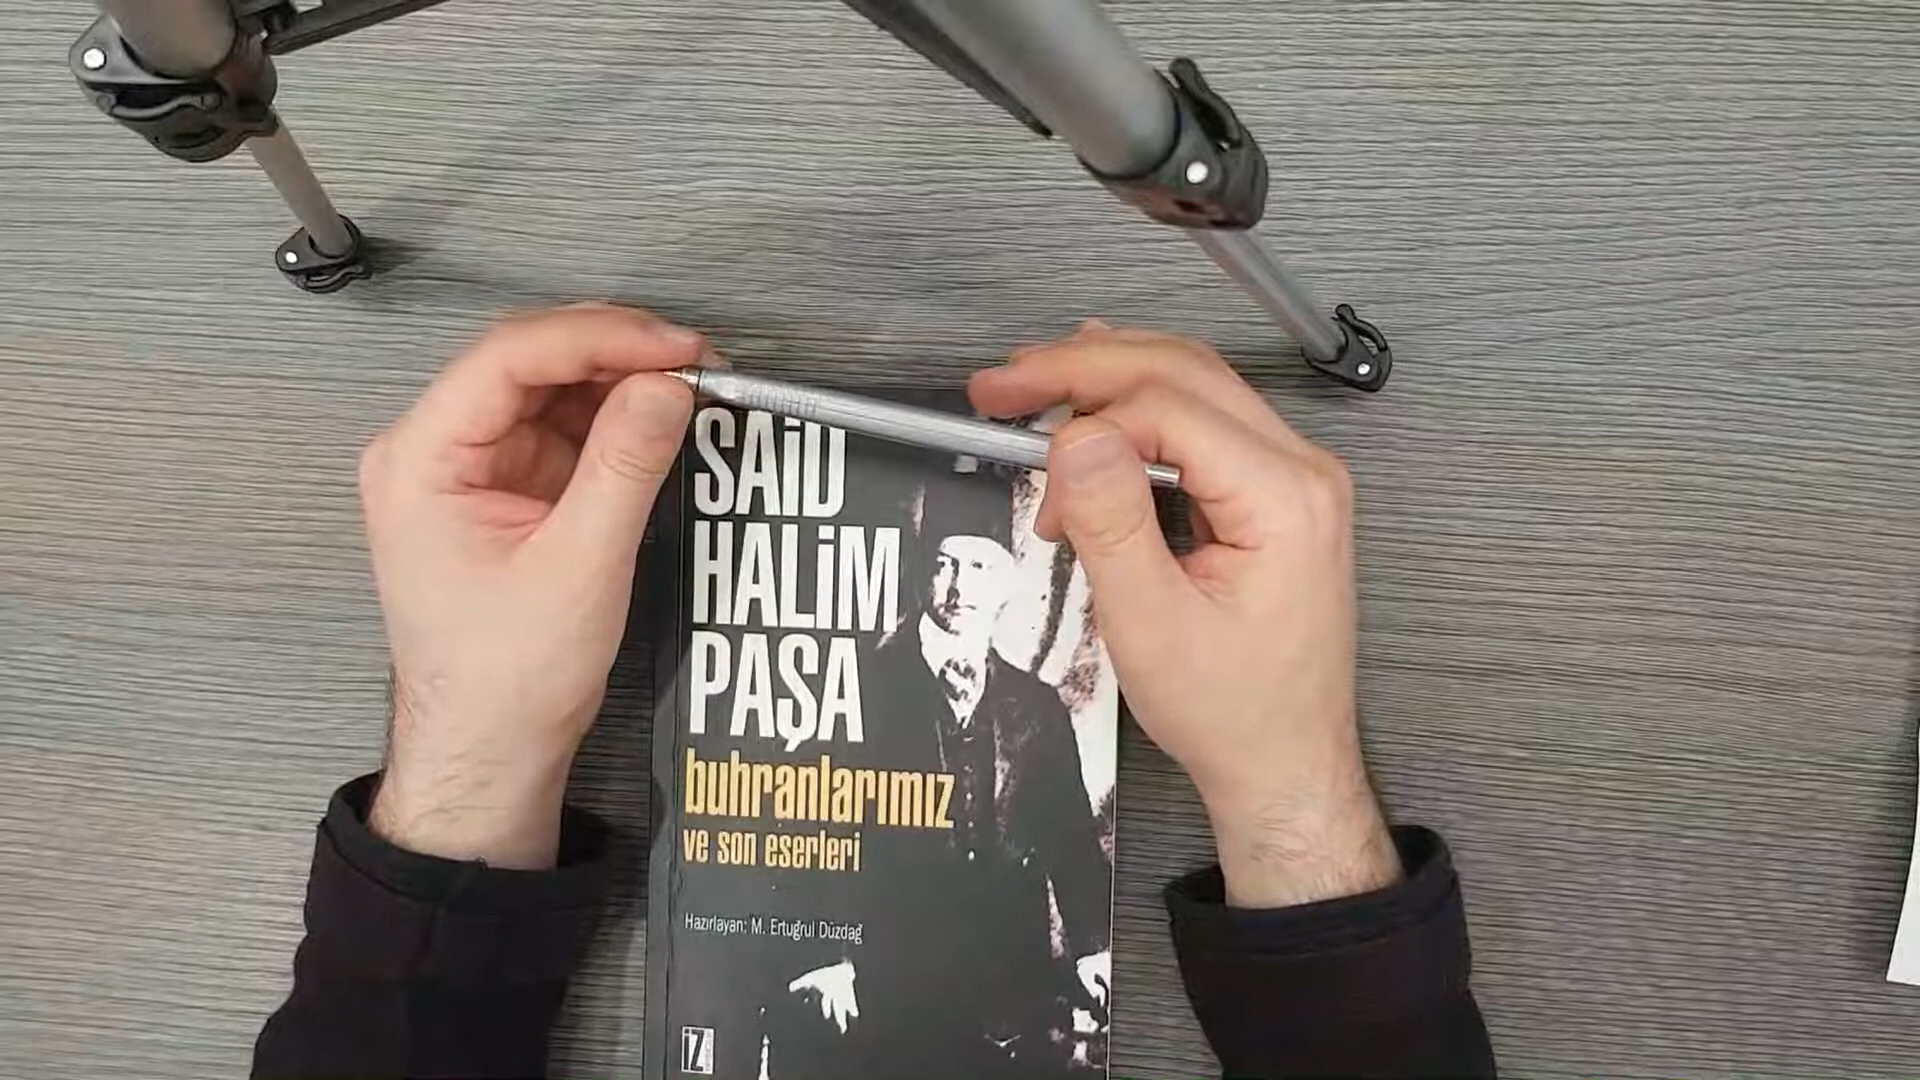 SAİD
HALİM
PAŞA
buhranlarımız
ve son eserleri
Hazırlayan: M. Ertuğrul Düzdağ
İZ